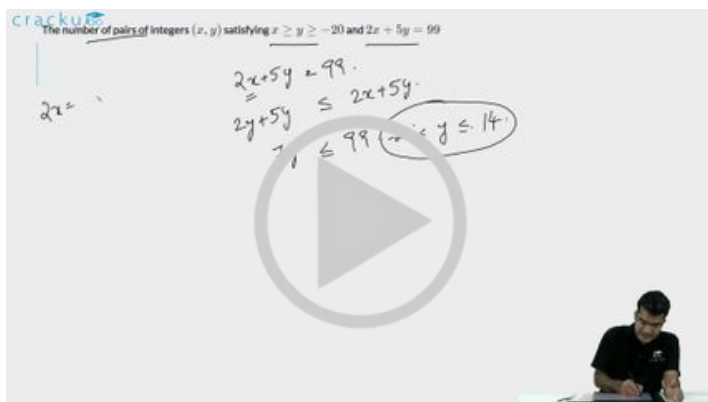 cracku
The number of pairs of integers (x, y) satisfying x ≥ y ≥ −20 and 2x + 5y = 99
2x+5y = 99.
2x=
2y+5y ≤ 2x+5y.
≤ 99
y ≤ 14.